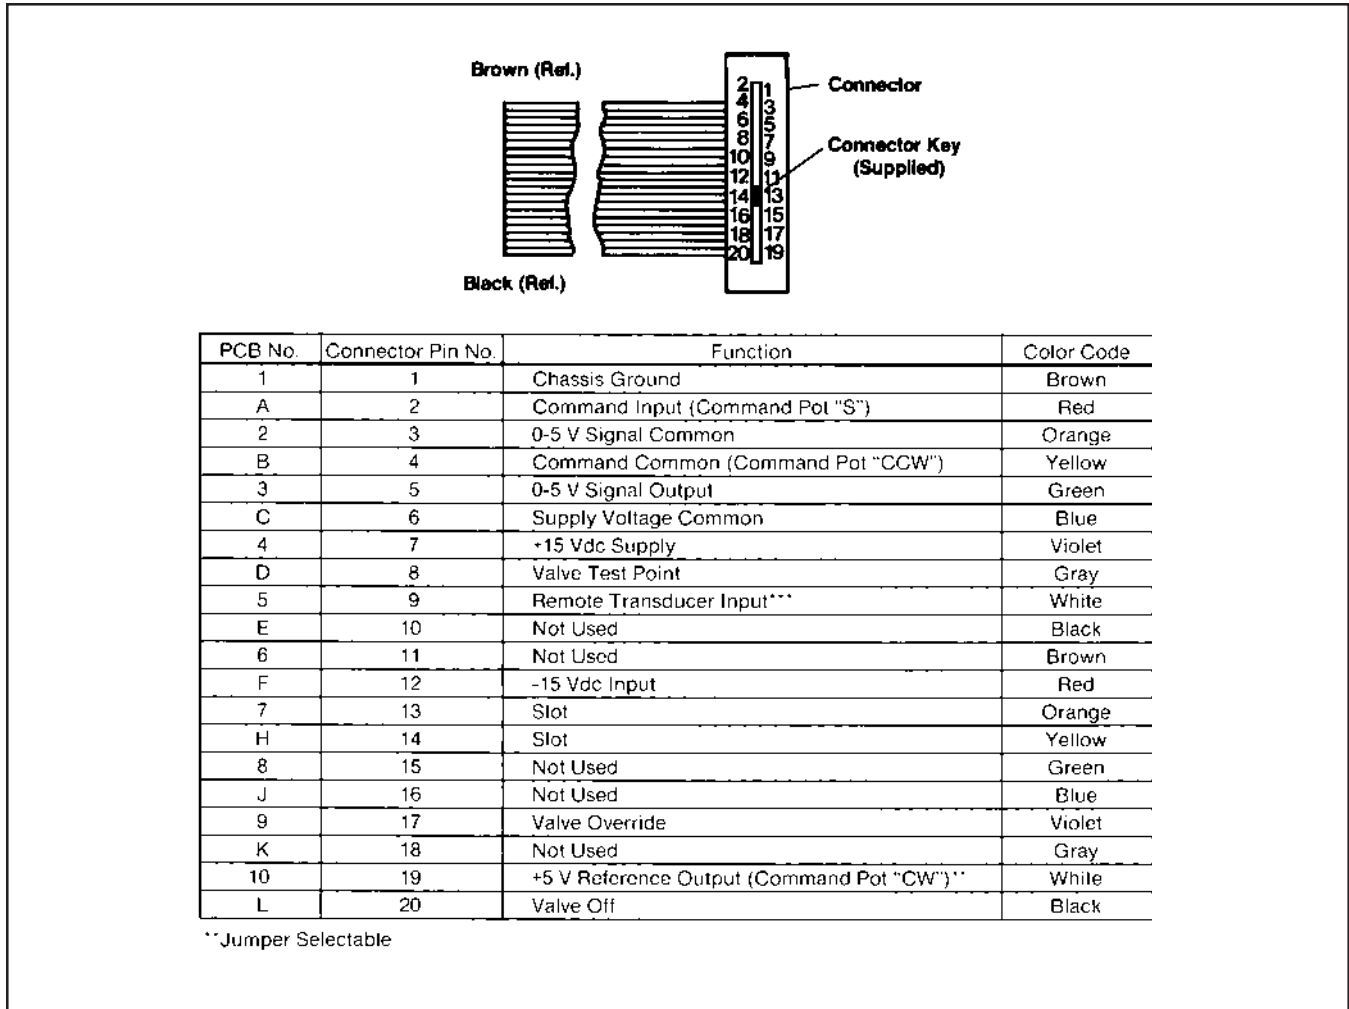 Brown (Ref.)
Connector
Connector Key
(Supplied)
2 1
4 3
6 5
8 7
10 9
12 11
14 13
16 15
18 17
20 19
Black (Ref.)
PCB No. Connector Pin No. Function Color Code
1 1 Chassis Ground Brown
A 2 Command Input (Command Pot "S") Red
2 3 0-5 V Signal Common Orange
B 4 Command Common (Command Pot "CCW") Yellow
3 5 0-5 V Signal Output Green
C 6 Supply Voltage Common Blue
4 7 +15 Vdc Supply Violet
D 8 Valve Test Point Gray
5 9 Remote Transducer Input*** White
E 10 Not Used Black
6 11 Not Used Brown
F 12 -15 Vdc Input Red
7 13 Slot Orange
H 14 Slot Yellow
8 15 Not Used Green
J 16 Not Used Blue
9 17 Valve Override Violet
K 18 Not Used Gray
10 19 +5 V Reference Output (Command Pot "CW")** White
L 20 Valve Off Black
**Jumper Selectable